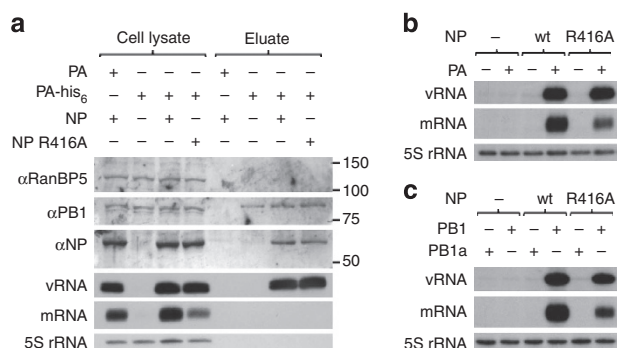 a
Cell lysate Eluate
PA + – – – + – – –
PA-his6 – + + + – + + +
NP + – + – + – + –
NP R416A – – – + – – – +
αRanBP5
150
100
αPB1
75
αNP
50
vRNA
mRNA
5S rRNA
b
NP – wt R416A
PA – + – + – +
vRNA
mRNA
5S rRNA
c
NP – wt R416A
PB1 – + – + – +
PB1a + – + – + –
vRNA
mRNA
5S rRNA